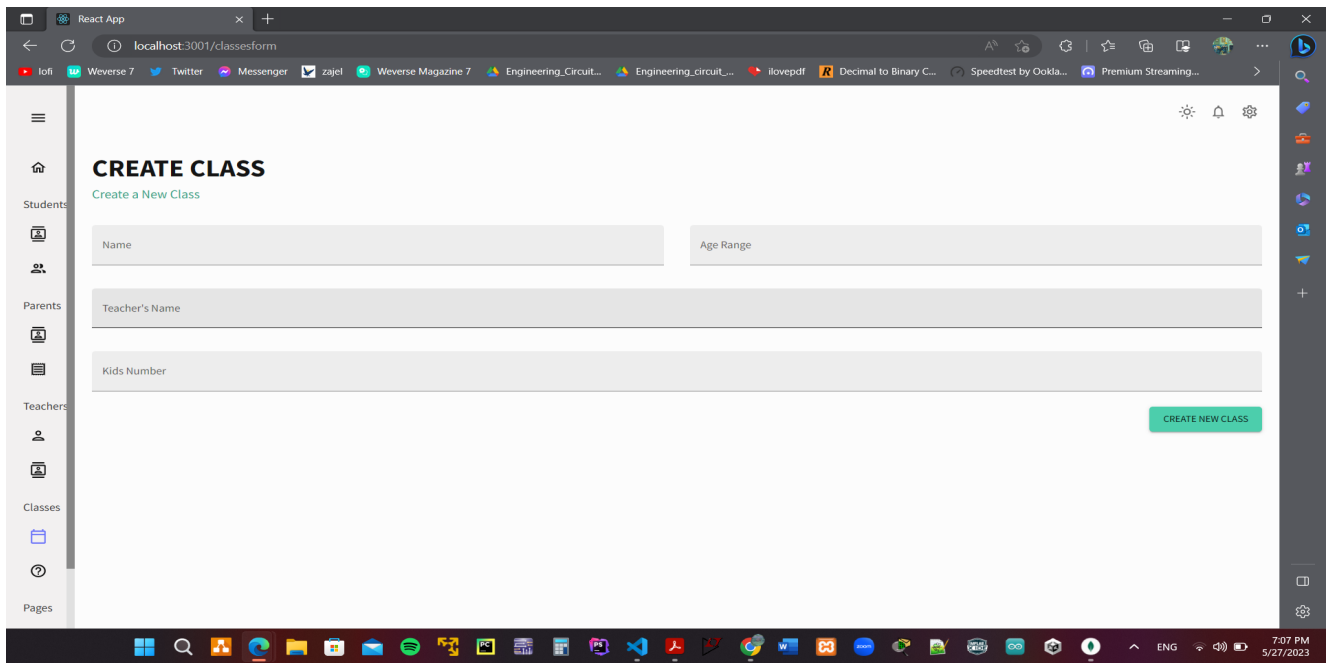 React App
localhost:3001/classesform
lofi Weverse 7 Twitter Messenger zajel Weverse Magazine 7 Engineering_Circuit... Engineering_circuit_... ilovepdf Decimal to Binary C... Speedtest by Ookla... Premium Streaming...
CREATE CLASS
Create a New Class
Students
Name
Age Range
Parents
Teacher's Name
Kids Number
Teachers
CREATE NEW CLASS
Classes
Pages
ENG
7:07 PM
5/27/2023